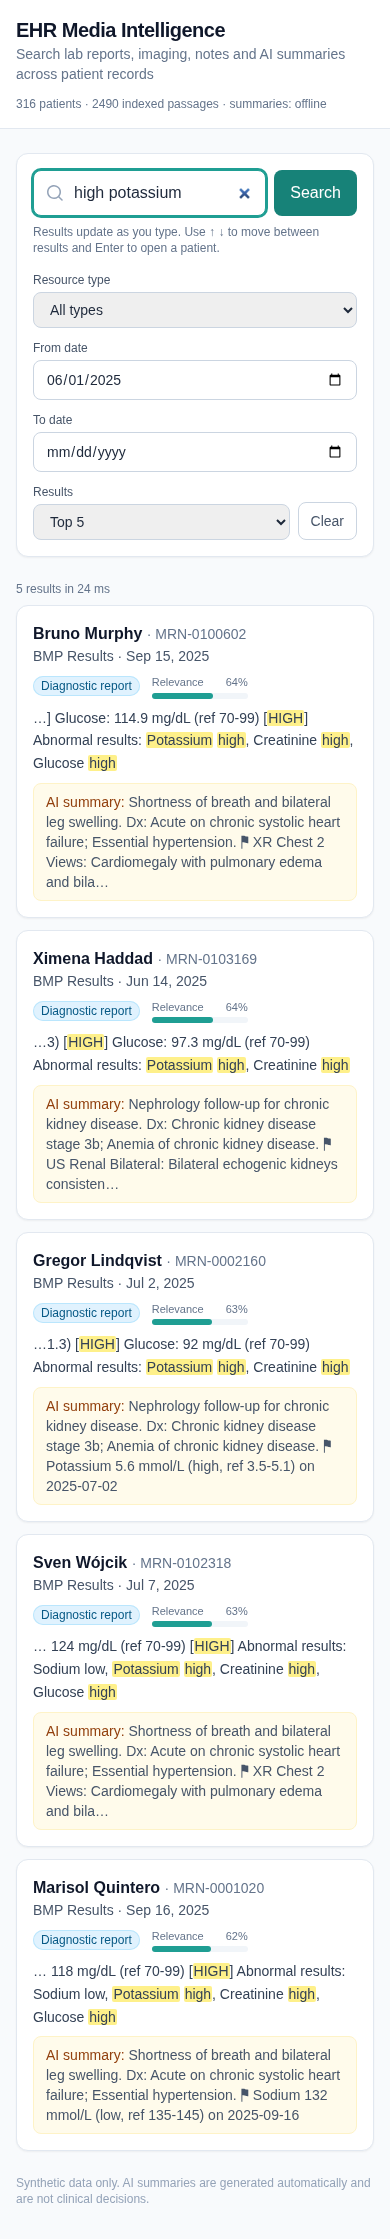 EHR Media Intelligence
Search lab reports, imaging, notes and AI summaries
across patient records
316 patients · 2490 indexed passages · summaries: offline
high potassium
Search
Results update as you type. Use ↑ ↓ to move between
results and Enter to open a patient.
Resource type
All types
From date
06/01/2025
To date
mm/dd/yyyy
Results
Top 5
Clear
5 results in 24 ms
Bruno Murphy · MRN-0100602
BMP Results · Sep 15, 2025
Diagnostic report
Relevance 64%
…] Glucose: 114.9 mg/dL (ref 70-99) [HIGH]
Abnormal results: Potassium high, Creatinine high,
Glucose high
AI summary: Shortness of breath and bilateral
leg swelling. Dx: Acute on chronic systolic heart
failure; Essential hypertension. ⚑ XR Chest 2
Views: Cardiomegaly with pulmonary edema
and bila…
Ximena Haddad · MRN-0103169
BMP Results · Jun 14, 2025
Diagnostic report
Relevance 64%
…3) [HIGH] Glucose: 97.3 mg/dL (ref 70-99)
Abnormal results: Potassium high, Creatinine high
AI summary: Nephrology follow-up for chronic
kidney disease. Dx: Chronic kidney disease
stage 3b; Anemia of chronic kidney disease. ⚑
US Renal Bilateral: Bilateral echogenic kidneys
consisten…
Gregor Lindqvist · MRN-0002160
BMP Results · Jul 2, 2025
Diagnostic report
Relevance 63%
…1.3) [HIGH] Glucose: 92 mg/dL (ref 70-99)
Abnormal results: Potassium high, Creatinine high
AI summary: Nephrology follow-up for chronic
kidney disease. Dx: Chronic kidney disease
stage 3b; Anemia of chronic kidney disease. ⚑
Potassium 5.6 mmol/L (high, ref 3.5-5.1) on
2025-07-02
Sven Wójcik · MRN-0102318
BMP Results · Jul 7, 2025
Diagnostic report
Relevance 63%
… 124 mg/dL (ref 70-99) [HIGH] Abnormal results:
Sodium low, Potassium high, Creatinine high,
Glucose high
AI summary: Shortness of breath and bilateral
leg swelling. Dx: Acute on chronic systolic heart
failure; Essential hypertension. ⚑ XR Chest 2
Views: Cardiomegaly with pulmonary edema
and bila…
Marisol Quintero · MRN-0001020
BMP Results · Sep 16, 2025
Diagnostic report
Relevance 62%
… 118 mg/dL (ref 70-99) [HIGH] Abnormal results:
Sodium low, Potassium high, Creatinine high,
Glucose high
AI summary: Shortness of breath and bilateral
leg swelling. Dx: Acute on chronic systolic heart
failure; Essential hypertension. ⚑ Sodium 132
mmol/L (low, ref 135-145) on 2025-09-16
Synthetic data only. AI summaries are generated automatically and
are not clinical decisions.